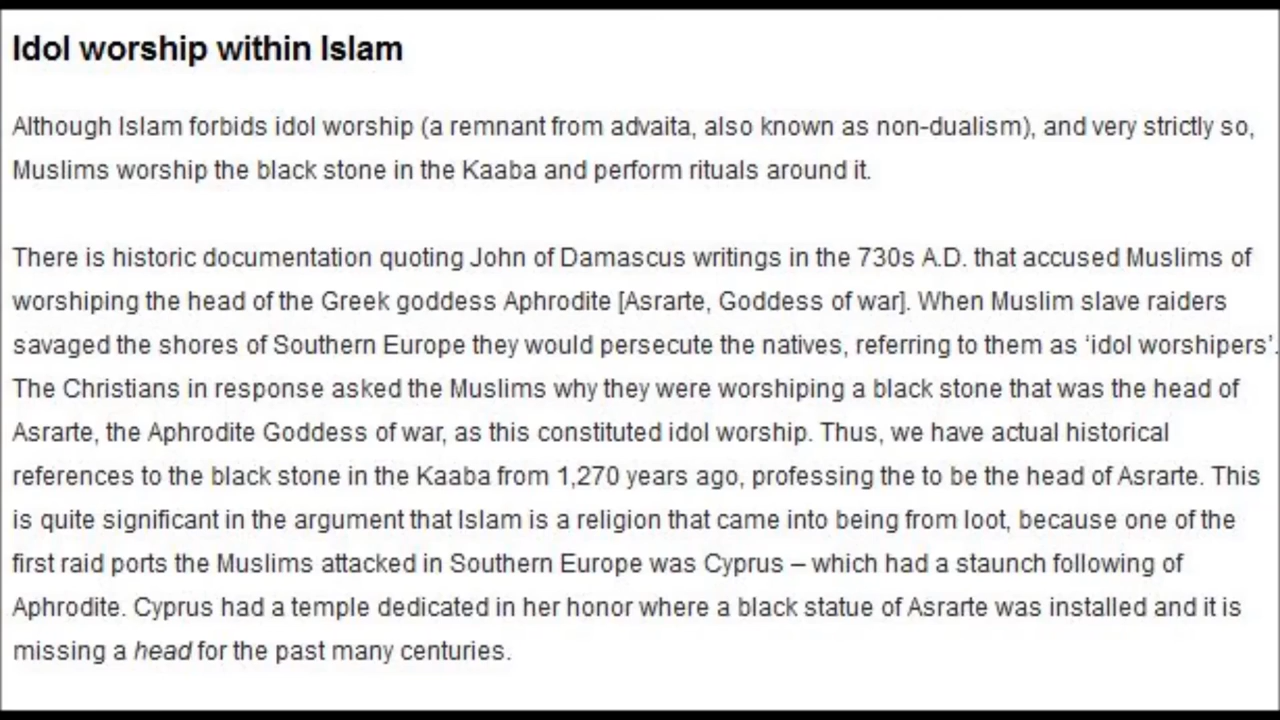 Idol worship within Islam
Although Islam forbids idol worship (a remnant from advaita, also known as non-dualism), and very strictly so,
Muslims worship the black stone in the Kaaba and perform rituals around it.
There is historic documentation quoting John of Damascus writings in the 730s A.D. that accused Muslims of
worshiping the head of the Greek goddess Aphrodite [Asrarte, Goddess of war]. When Muslim slave raiders
savaged the shores of Southern Europe they would persecute the natives, referring to them as ‘idol worshipers’.
The Christians in response asked the Muslims why they were worshiping a black stone that was the head of
Asrarte, the Aphrodite Goddess of war, as this constituted idol worship. Thus, we have actual historical
references to the black stone in the Kaaba from 1,270 years ago, professing the to be the head of Asrarte. This
is quite significant in the argument that Islam is a religion that came into being from loot, because one of the
first raid ports the Muslims attacked in Southern Europe was Cyprus – which had a staunch following of
Aphrodite. Cyprus had a temple dedicated in her honor where a black statue of Asrarte was installed and it is
missing a head for the past many centuries.